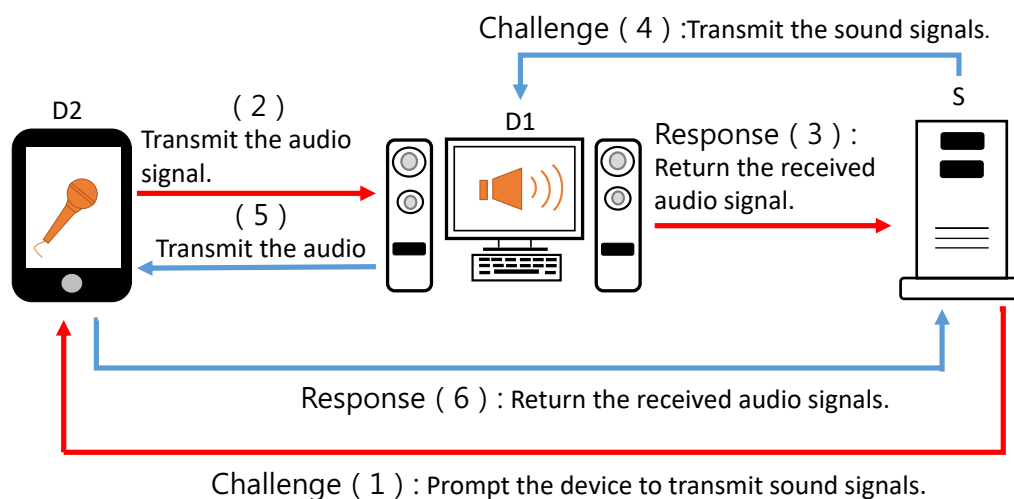 Challenge ( 4 ) :Transmit the sound signals.
S
D2
D1
( 2 )
Transmit the audio
signal.
Response ( 3 ) :
Return the received
audio signal.
( 5 )
Transmit the audio
Response ( 6 ) : Return the received audio signals.
Challenge ( 1 ) : Prompt the device to transmit sound signals.